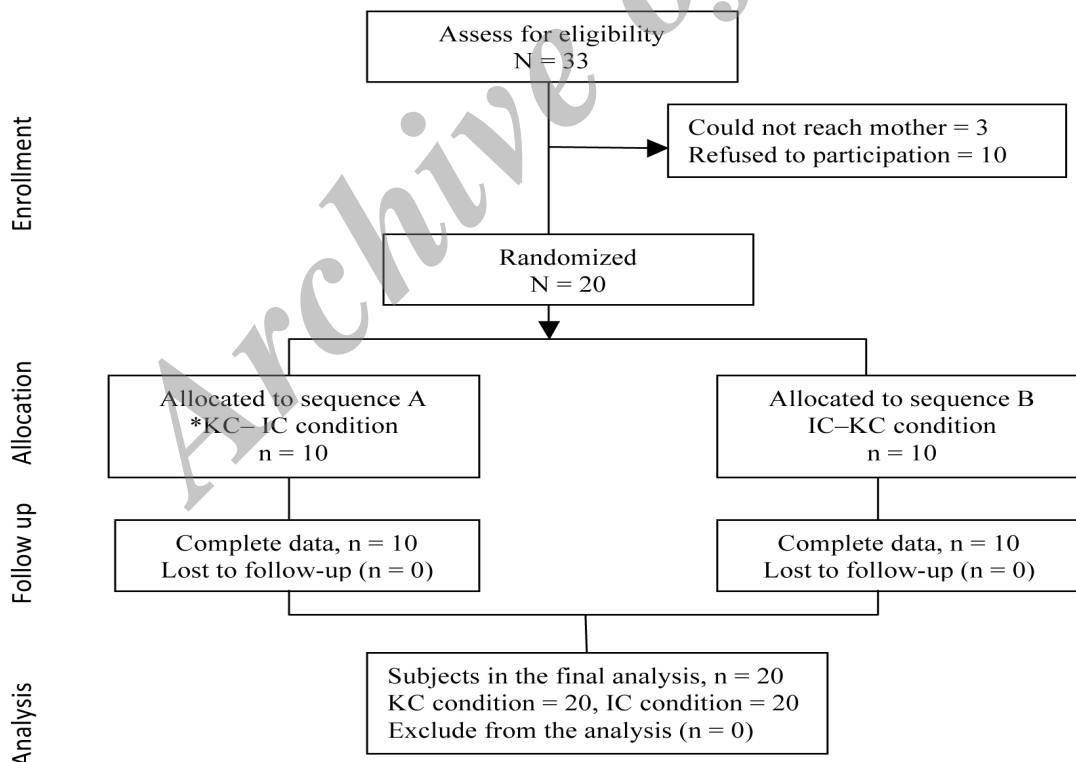 Assess for eligibility
N = 33
Enrollment
Could not reach mother = 3
Refused to participation = 10
Randomized
N = 20
Allocation
Allocated to sequence A
*KC– IC condition
n = 10
Allocated to sequence B
IC–KC condition
n = 10
Follow up
Complete data, n = 10
Lost to follow-up (n = 0)
Complete data, n = 10
Lost to follow-up (n = 0)
Analysis
Subjects in the final analysis, n = 20
KC condition = 20, IC condition = 20
Exclude from the analysis (n = 0)
Archive